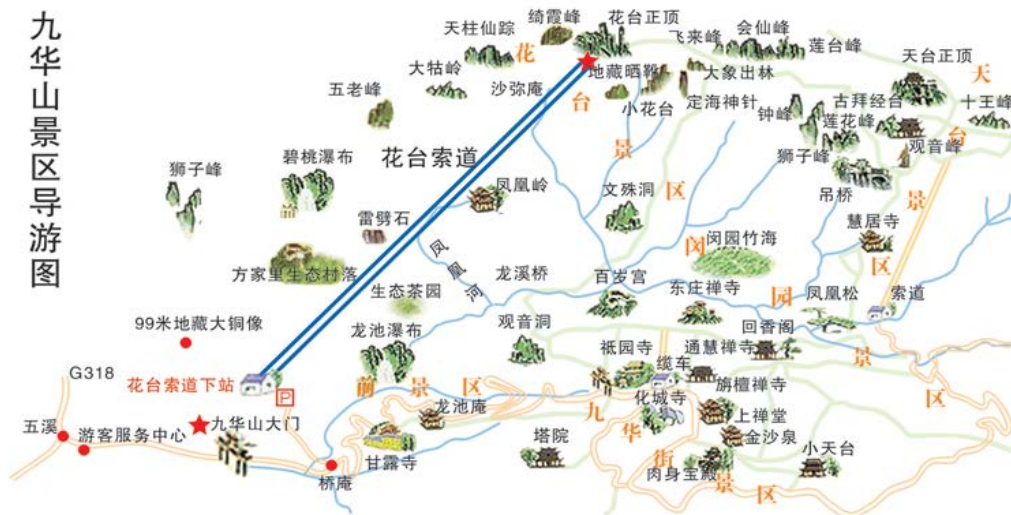 九华山景区导游图
绮霞峰
花台正顶
天柱仙踪
飞来峰
会仙峰
莲台峰
天台正顶
花台景区
天台景区
大牯岭
沙弥庵
地藏晒靴
大象出林
五老峰
小花台
定海神针
钟峰
古拜经台
十王峰
莲花峰
观音峰
碧桃瀑布
花台索道
狮子峰
狮子峰
凤凰岭
文殊洞
吊桥
雷劈石
慧居寺
凤凰河
闵园竹海
闵园景区
方家里生态村落
龙溪桥
百岁宫
生态茶园
东庄禅寺
凤凰松
索道
99米地藏大铜像
龙池瀑布
观音洞
回香阁
祗园寺
缆车
通慧禅寺
G318
花台索道下站
P
前景区
旃檀禅寺
化城寺
九华街景区
龙池庵
上禅堂
五溪
游客服务中心
九华山大门
金沙泉
塔院
小天台
甘露寺
肉身宝殿
桥庵